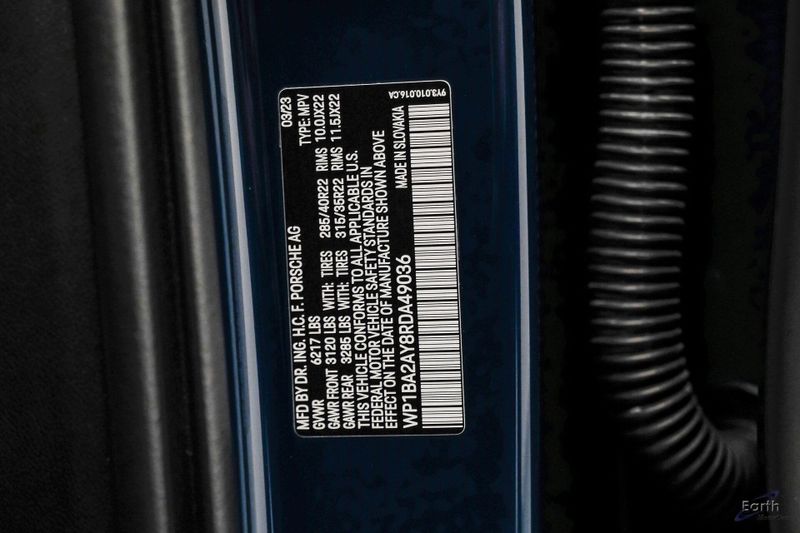 MFD BY DR. ING. H.C. F. PORSCHE AG 03/23
GVWR 6217 LBS TYPE: MPV
GAWR FRONT 3120 LBS WITH: TIRES 285/40R22 RIMS 10.0JX22
GAWR REAR 3285 LBS WITH: TIRES 315/35R22 RIMS 11.5JX22
THIS VEHICLE CONFORMS TO ALL APPLICABLE U.S.
FEDERAL MOTOR VEHICLE SAFETY STANDARDS IN
EFFECT ON THE DATE OF MANUFACTURE SHOWN ABOVE
WP1BA2AY8RDA49036 MADE IN SLOVAKIA
9Y3.010.016.CA
Earth